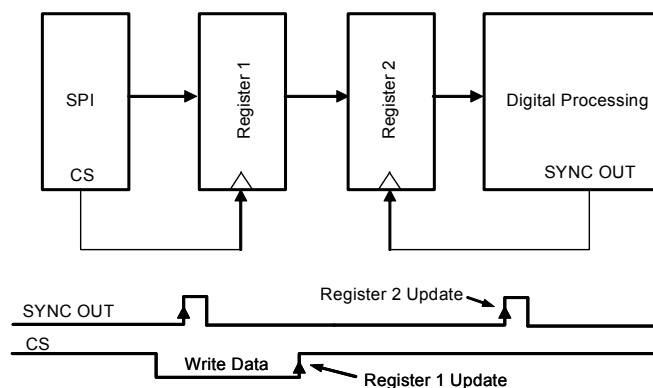 SPI
CS
Register 1
Register 2
Digital Processing
SYNC OUT
SYNC OUT
Register 2 Update
CS
Write Data
Register 1 Update